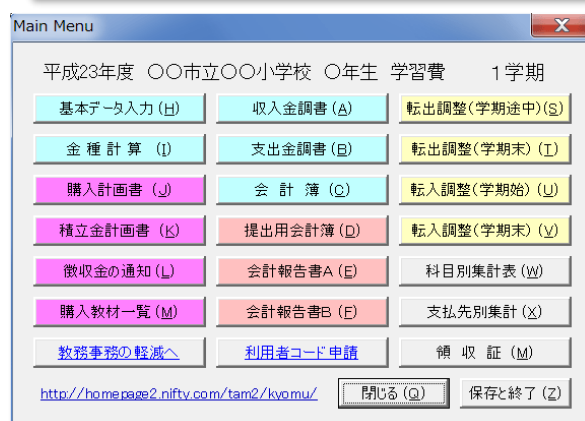 Main Menu
平成23年度 〇〇市立〇〇小学校 〇年生 学習費 1学期
基本データ入力(H) 収入金調書(A) 転出調整(学期途中)(S)
金種計算 (I) 支出金調書(B) 転出調整(学期末)(T)
購入計画書 (J) 会計簿(C) 転入調整(学期始)(U)
積立金計画書 (K) 提出用会計簿(D) 転入調整(学期末)(V)
徴収金の通知(L) 会計報告書A(E) 科目別集計表(W)
購入教材一覧(M) 会計報告書B(F) 支払先別集計(X)
教務事務の軽減へ 利用者コード申請 領収証(M)
http://homepage2.nifty.com/tam2/kyomu/ 閉じる(Q) 保存と終了(Z)